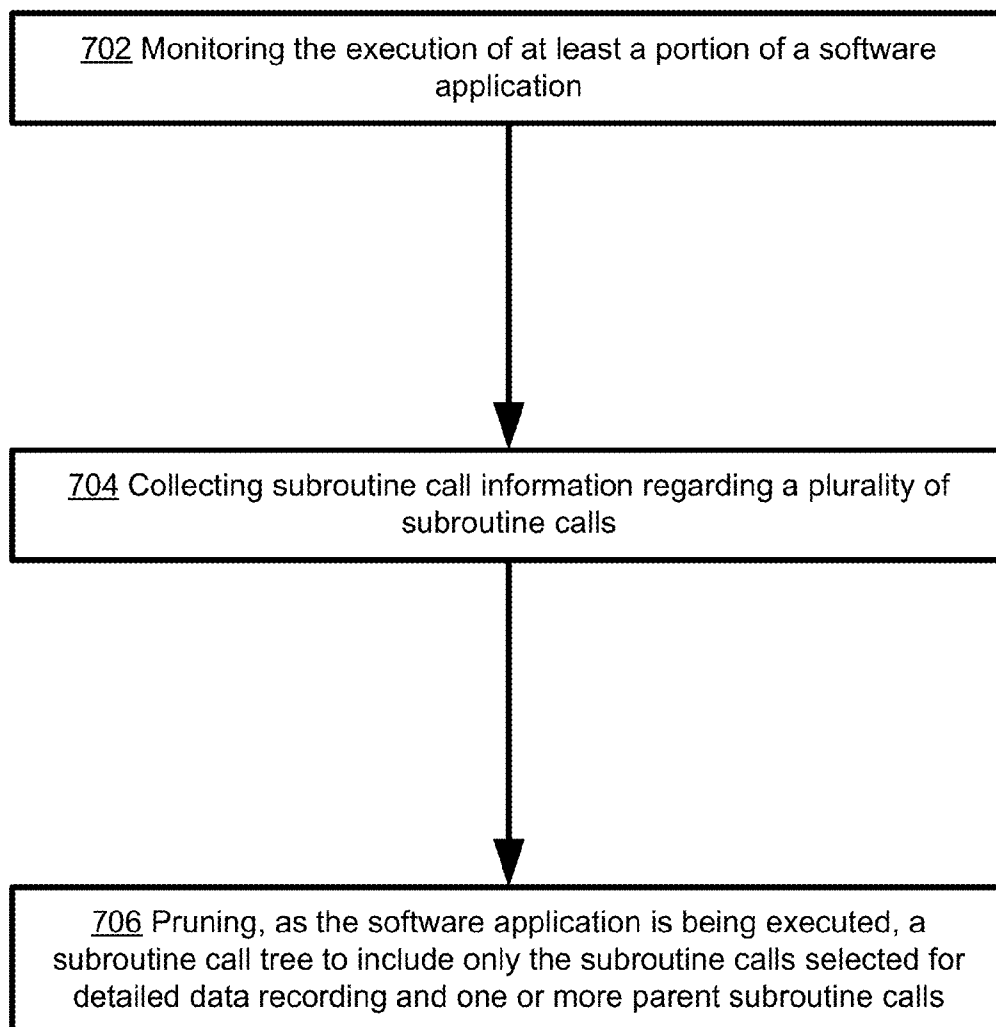 702 Monitoring the execution of at least a portion of a software
application
704 Collecting subroutine call information regarding a plurality of
subroutine calls
706 Pruning, as the software application is being executed, a
subroutine call tree to include only the subroutine calls selected for
detailed data recording and one or more parent subroutine calls